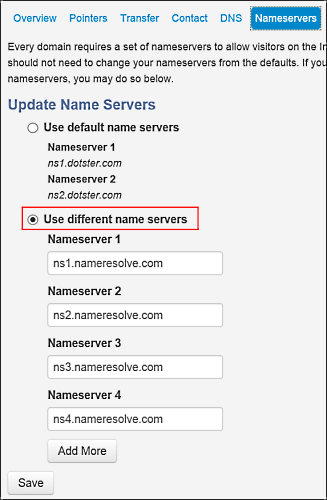 Overview Pointers Transfer Contact DNS Nameservers
Every domain requires a set of nameservers to allow visitors on the In
should not need to change your nameservers from the defaults. If you
nameservers, you may do so below.
Update Name Servers
Use default name servers
Nameserver 1
ns1.dotster.com
Nameserver 2
ns2.dotster.com
Use different name servers
Nameserver 1
ns1.nameresolve.com
Nameserver 2
ns2.nameresolve.com
Nameserver 3
ns3.nameresolve.com
Nameserver 4
ns4.nameresolve.com
Add More
Save